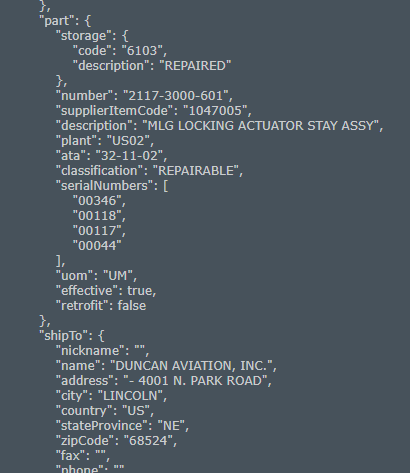 },
"part": {
"storage": {
"code": "6103",
"description": "REPAIRED"
},
"number": "2117-3000-601",
"supplierItemCode": "1047005",
"description": "MLG LOCKING ACTUATOR STAY ASSY",
"plant": "US02",
"ata": "32-11-02",
"classification": "REPAIRABLE",
"serialNumbers": [
"00346",
"00118",
"00117",
"00044"
],
"uom": "UM",
"effective": true,
"retrofit": false
},
"shipTo": {
"nickname": "",
"name": "DUNCAN AVIATION, INC.",
"address": "- 4001 N. PARK ROAD",
"city": "LINCOLN",
"country": "US",
"stateProvince": "NE",
"zipCode": "68524",
"fax": "",
"phone": ""